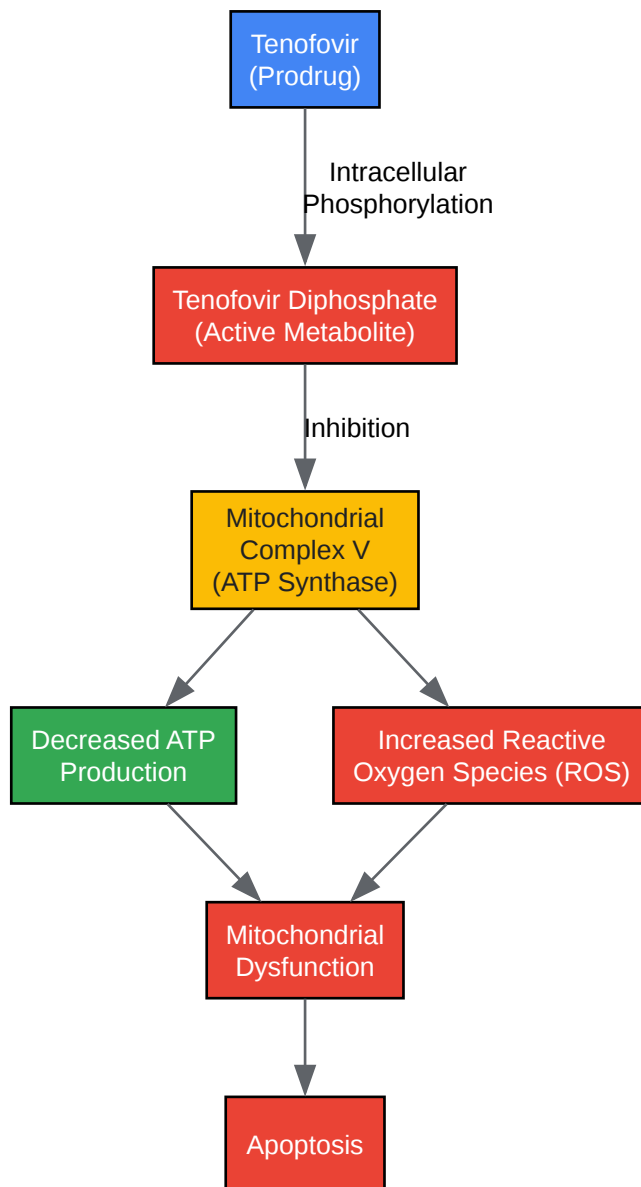 Tenofovir
(Prodrug)
Intracellular
Phosphorylation
Tenofovir Diphosphate
(Active Metabolite)
Inhibition
Mitochondrial
Complex V
(ATP Synthase)
Decreased ATP
Production
Increased Reactive
Oxygen Species (ROS)
Mitochondrial
Dysfunction
Apoptosis